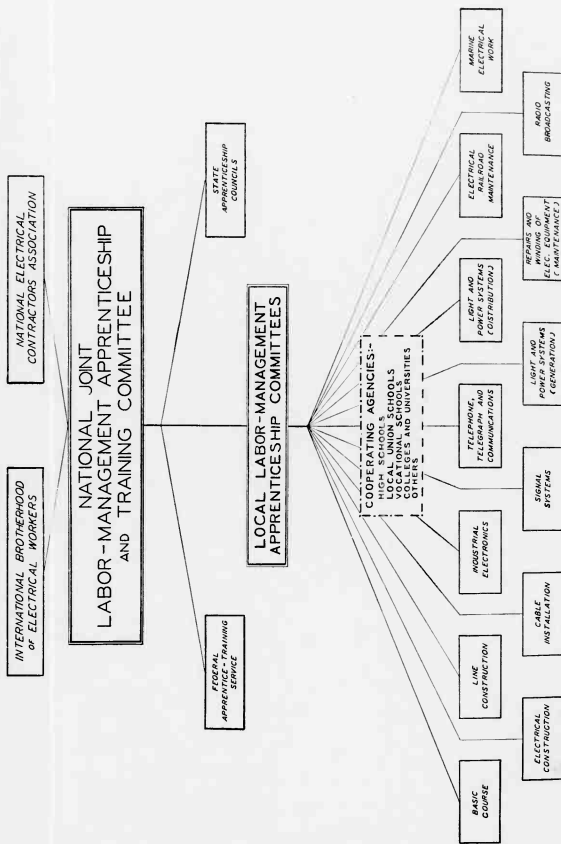 INTERNATIONAL BROTHERHOOD
of ELECTRICAL WORKERS
NATIONAL ELECTRICAL
CONTRACTORS ASSOCIATION
NATIONAL JOINT
LABOR-MANAGEMENT APPRENTICESHIP
AND TRAINING COMMITTEE
FEDERAL
APPRENTICE-TRAINING
SERVICE
STATE
APPRENTICESHIP
COUNCILS
LOCAL LABOR-MANAGEMENT
APPRENTICESHIP COMMITTEES
COOPERATING AGENCIES:-
HIGH SCHOOLS
LOCAL UNION SCHOOLS
VOCATIONAL SCHOOLS
COLLEGES AND UNIVERSITIES
OTHERS
BASIC
COURSE
LINE
CONSTRUCTION
INDUSTRIAL
ELECTRONICS
TELEPHONE,
TELEGRAPH AND
COMMUNICATIONS
LIGHT AND
POWER SYSTEMS
(DISTRIBUTION)
ELECTRICAL
RAILROAD
MAINTENANCE
MARINE
ELECTRICAL
WORK
ELECTRICAL
CONSTRUCTION
CABLE
INSTALLATION
SIGNAL
SYSTEMS
LIGHT AND
POWER SYSTEMS
(GENERATION)
REPAIRS AND
WINDING OF
ELEC. EQUIPMENT
(MAINTENANCE)
RADIO
BROADCASTING